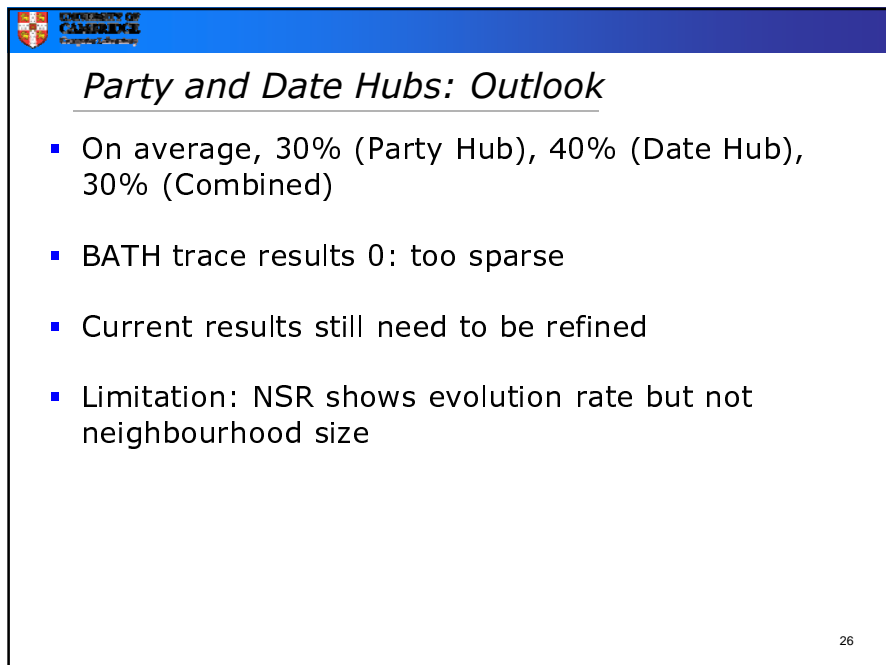 UNIVERSITY OF
CAMBRIDGE
Party and Date Hubs: Outlook
On average, 30% (Party Hub), 40% (Date Hub),
30% (Combined)
BATH trace results 0: too sparse
Current results still need to be refined
Limitation: NSR shows evolution rate but not
neighbourhood size
26